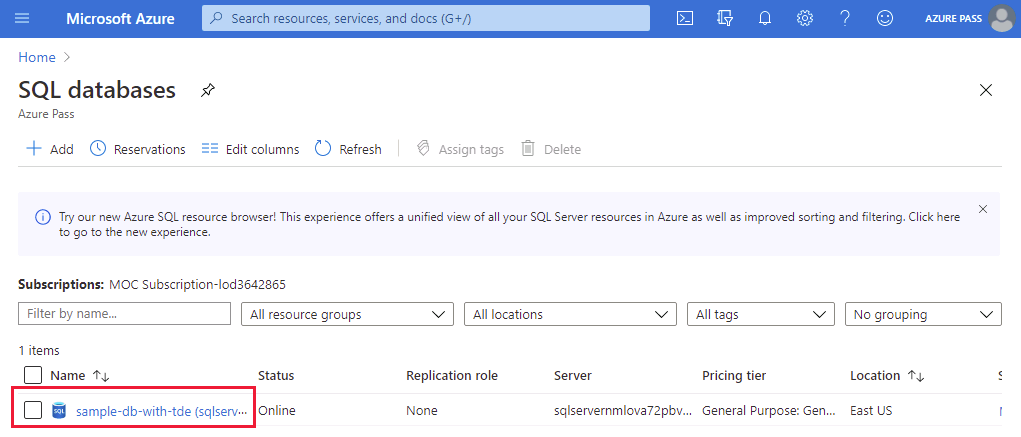 Microsoft Azure
Search resources, services, and docs (G+/)
AZURE PASS
Home
SQL databases
Azure Pass
Add
Reservations
Edit columns
Refresh
Assign tags
Delete
Try our new Azure SQL resource browser! This experience offers a unified view of all your SQL Server resources in Azure as well as improved sorting and filtering. Click here
to go to the new experience.
Subscriptions: MOC Subscription-lod3642865
Filter by name...
All resource groups
All locations
All tags
No grouping
1 items
Name Status Replication role Server Pricing tier Location S
SQL sample-db-with-tde (sqlserv... Online None sqlservernmlova72pbv... General Purpose: Gen... East US